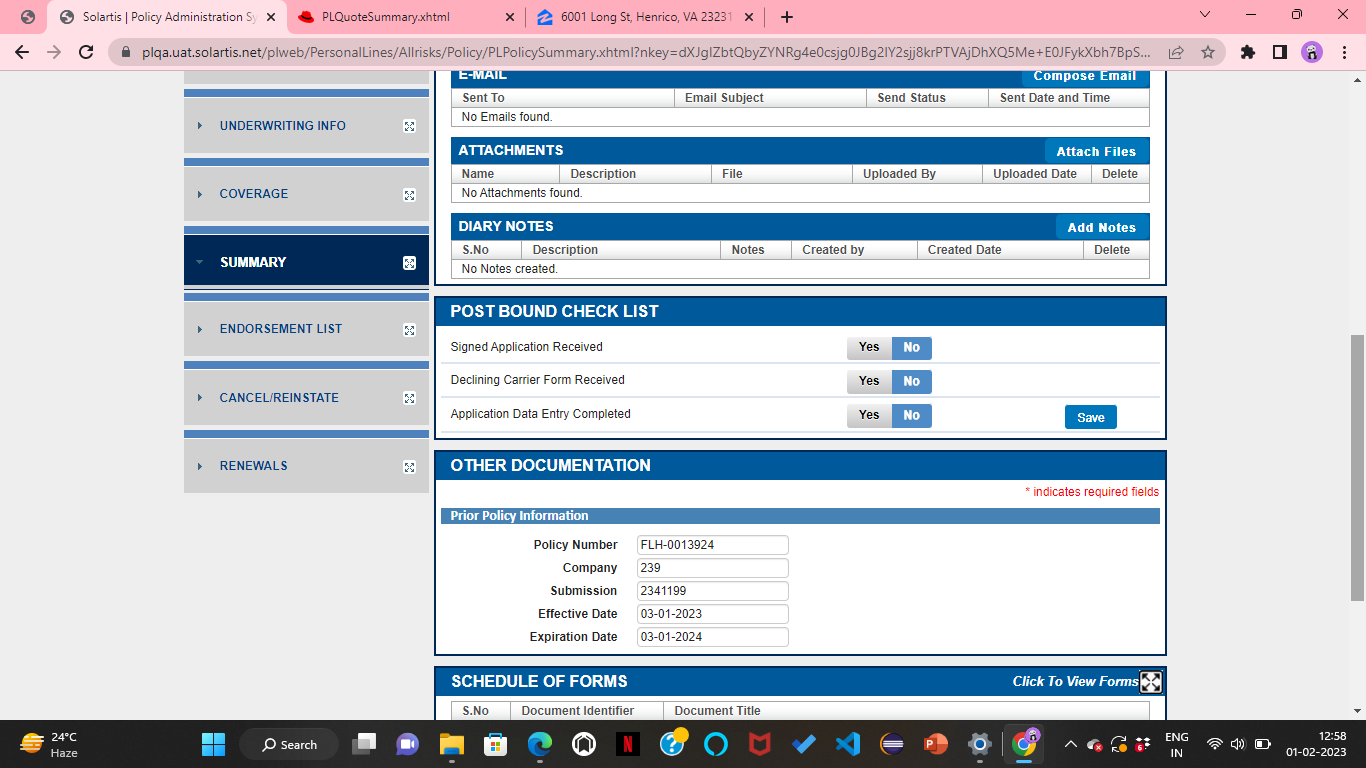 Solartis | Policy Administration Sy
PLQuoteSummary.xhtml
6001 Long St, Henrico, VA 23231
plqa.uat.solartis.net/plweb/PersonalLines/Allrisks/Policy/PLPolicySummary.xhtml?nkey=dXJgIZbtQbyZYNRg4e0csjg0JBg2IY2sjj8krPTVAjDhXQ5Me+E0JFykXbh7BpS...
UNDERWRITING INFO
COVERAGE
SUMMARY
ENDORSEMENT LIST
CANCEL/REINSTATE
RENEWALS
E-MAIL Compose Email
Sent To Email Subject Send Status Sent Date and Time
No Emails found.
ATTACHMENTS Attach Files
Name Description File Uploaded By Uploaded Date Delete
No Attachments found.
DIARY NOTES Add Notes
S.No Description Notes Created by Created Date Delete
No Notes created.
POST BOUND CHECK LIST
Signed Application Received Yes No
Declining Carrier Form Received Yes No
Application Data Entry Completed Yes No Save
OTHER DOCUMENTATION
* indicates required fields
Prior Policy Information
Policy Number FLH-0013924
Company 239
Submission 2341199
Effective Date 03-01-2023
Expiration Date 03-01-2024
SCHEDULE OF FORMS Click To View Forms
S.No Document Identifier Document Title
24°C
Haze
Search
ENG
IN
12:58
01-02-2023